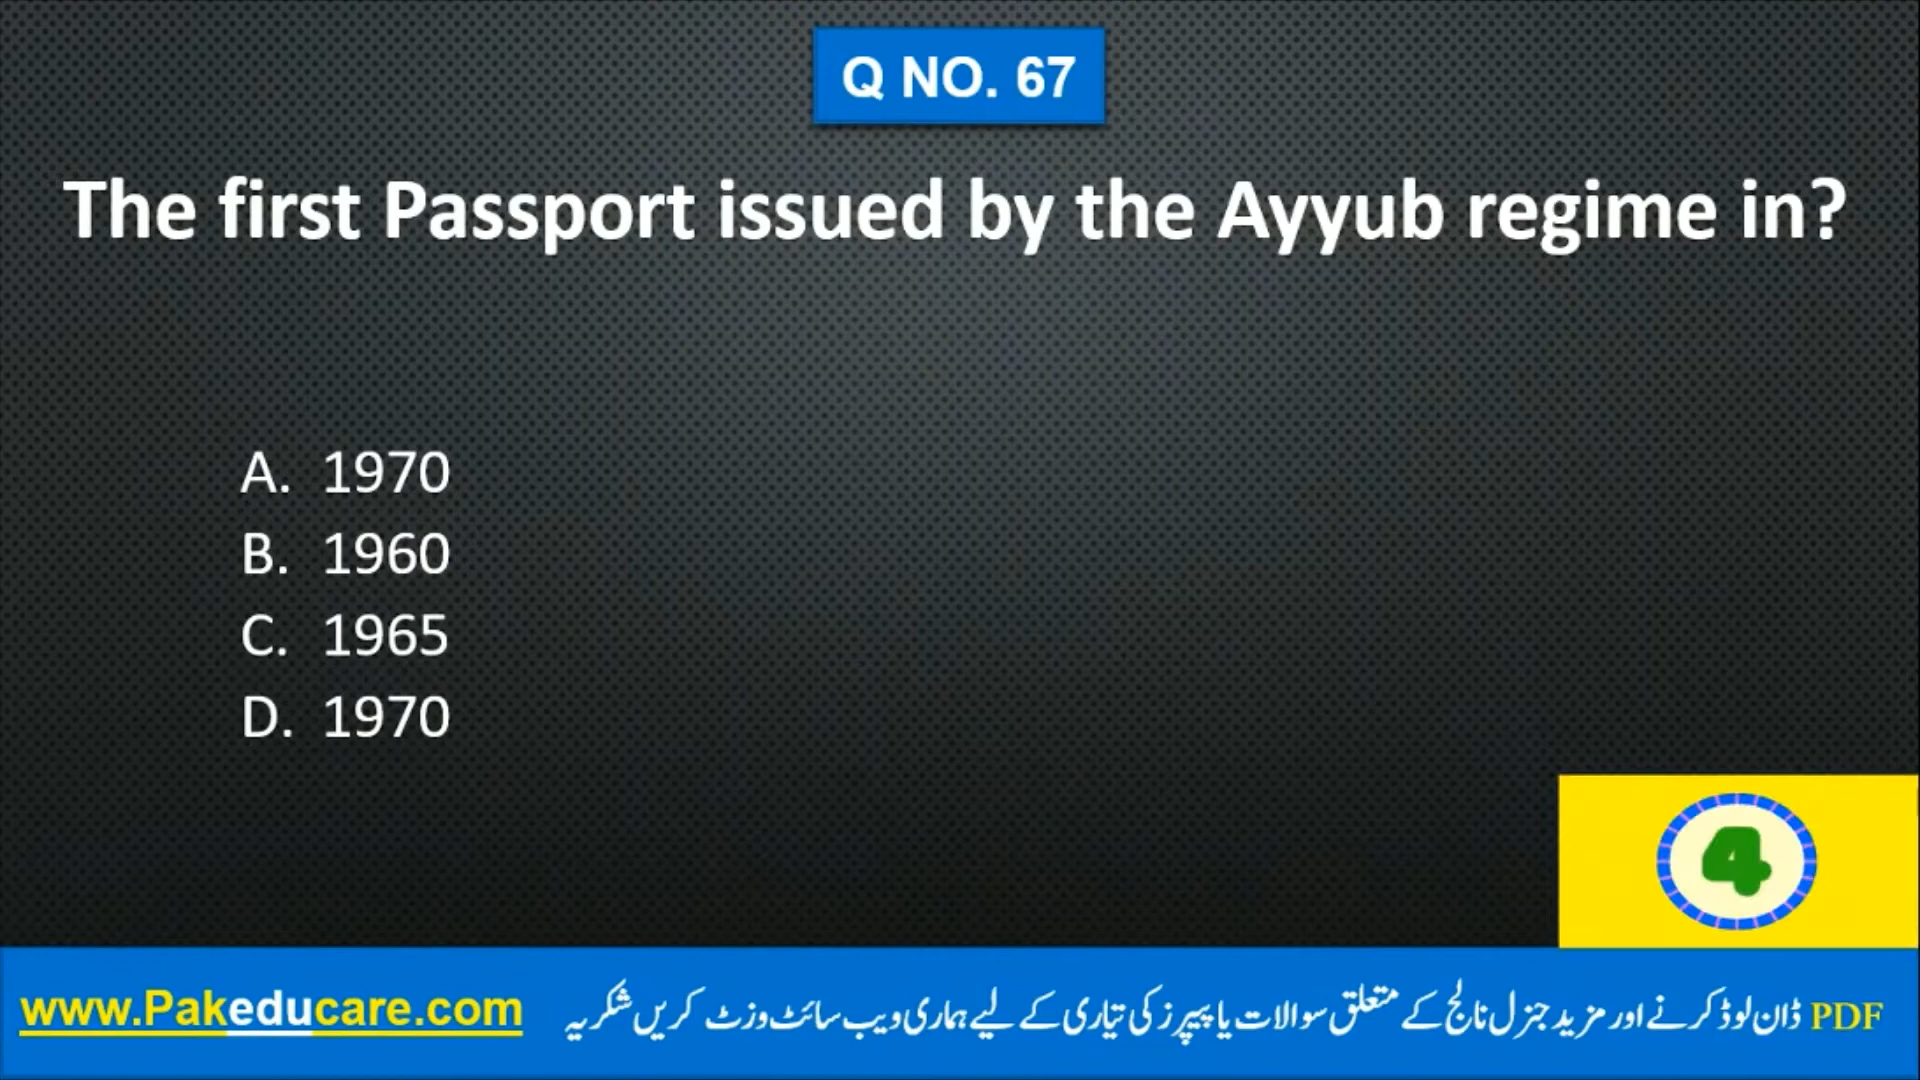 Q NO. 67
The first Passport issued by the Ayyub regime in?
A. 1970
B. 1960
C. 1965
D. 1970
4
www.Pakeducare.com
PDF ڈان لوڈ کرنے اور مزید جنرل نالج کے متعلق سوالات یا پیپرز کی تیاری کے لیے ہماری ویب سائٹ وزٹ کریں شکریہ